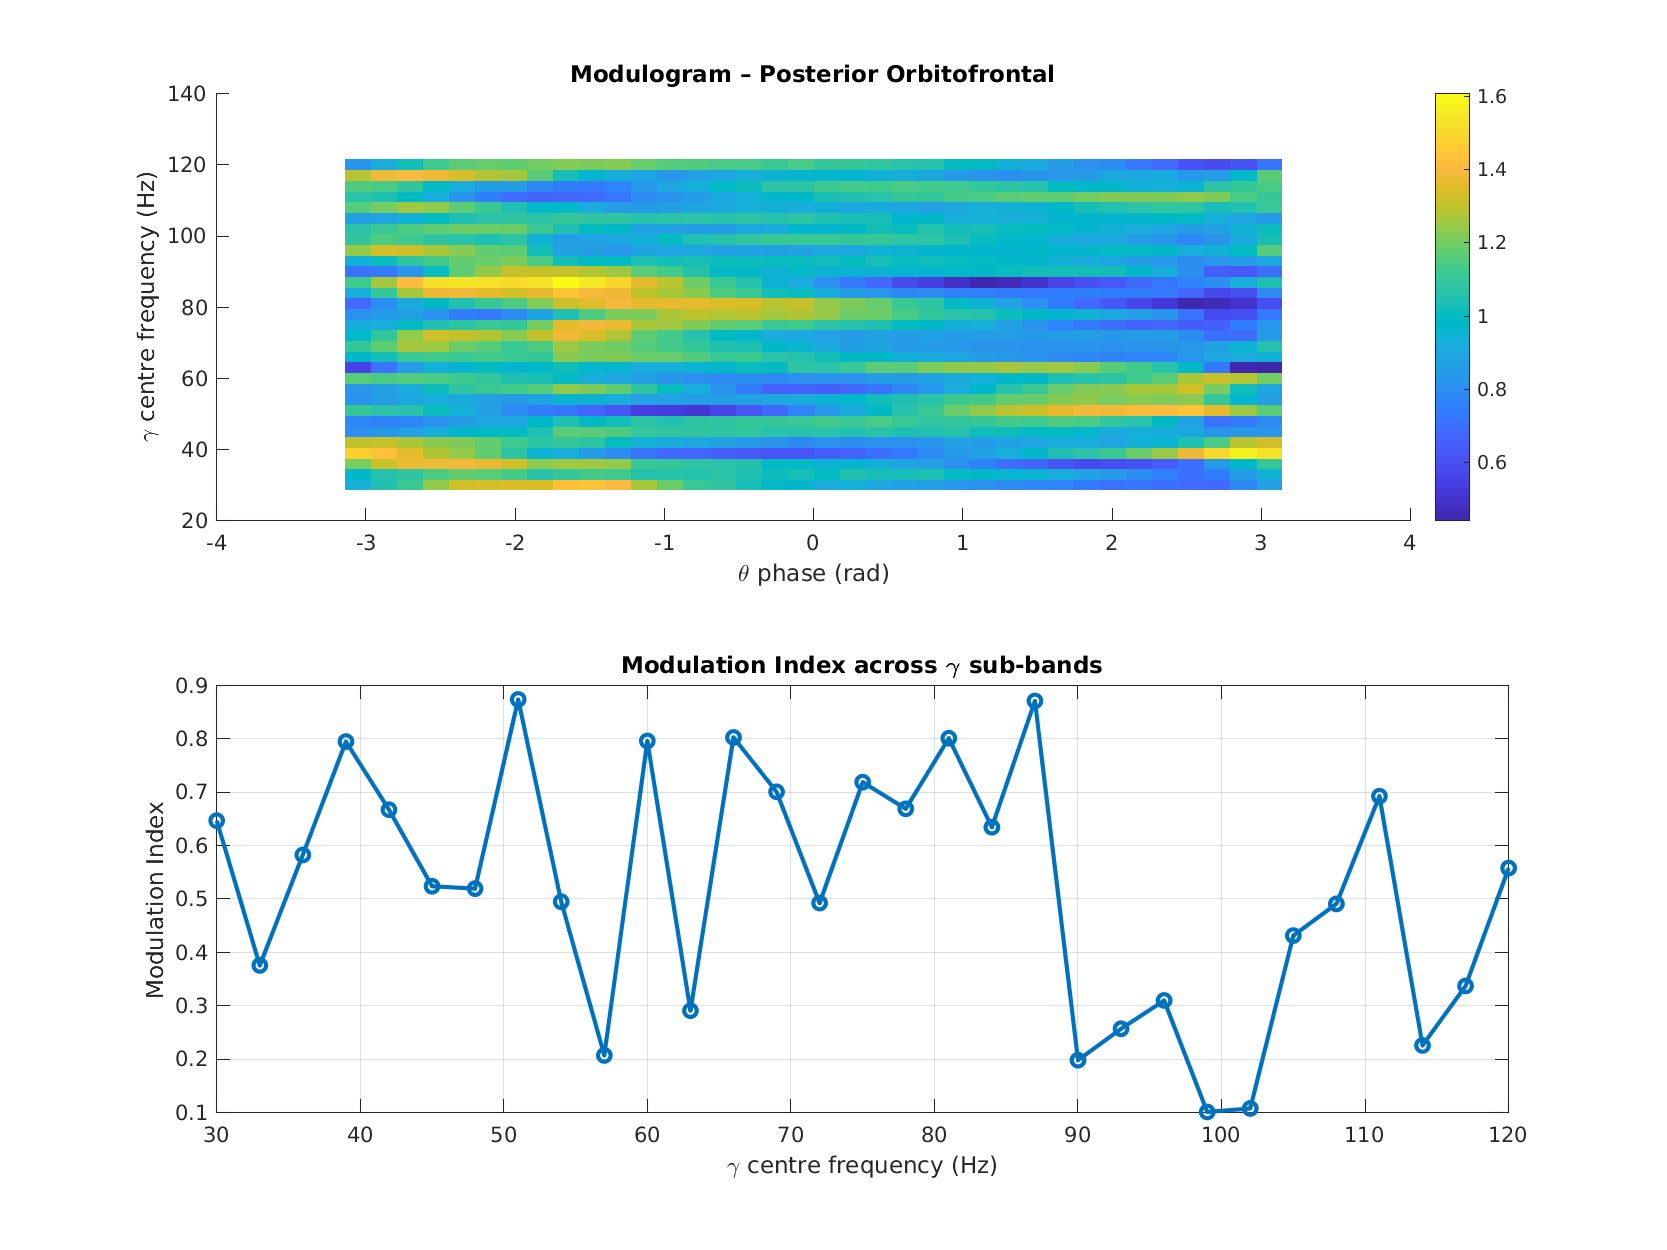 Modulogram – Posterior Orbitofrontal
140
120
100
80
60
40
20
γ centre frequency (Hz)
-4 -3 -2 -1 0 1 2 3 4
θ phase (rad)
1.6
1.4
1.2
1
0.8
0.6
Modulation Index across γ sub-bands
0.9
0.8
0.7
0.6
0.5
0.4
0.3
0.2
0.1
Modulation Index
30 40 50 60 70 80 90 100 110 120
γ centre frequency (Hz)